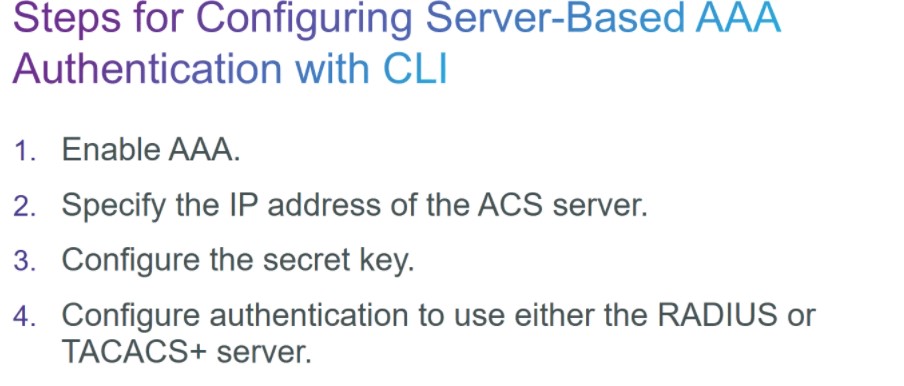 Steps for Configuring Server-Based AAA
Authentication with CLI
1. Enable AAA.
2. Specify the IP address of the ACS server.
3. Configure the secret key.
4. Configure authentication to use either the RADIUS or
TACACS+ server.